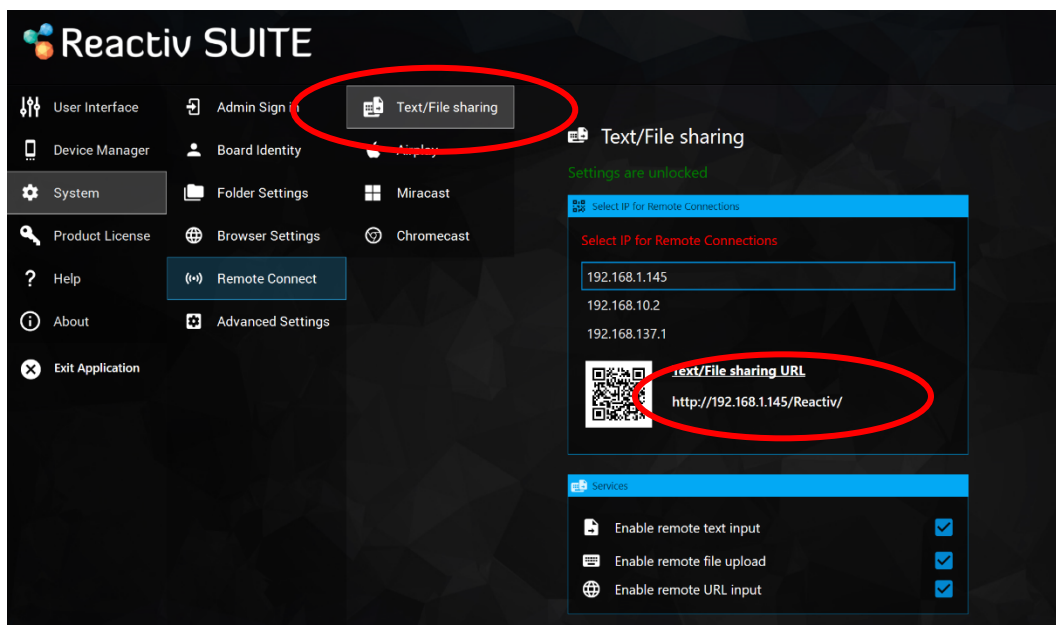 Reactiv SUITE
User Interface
Device Manager
System
Product License
Help
About
Exit Application
Admin Sign in
Board Identity
Folder Settings
Browser Settings
Remote Connect
Advanced Settings
Text/File sharing
Airplay
Miracast
Chromecast
Text/File sharing
Settings are unlocked
Select IP for Remote Connections
Select IP for Remote Connections
192.168.1.145
192.168.10.2
192.168.137.1
Text/File sharing URL
http://192.168.1.145/Reactiv/
Services
Enable remote text input
Enable remote file upload
Enable remote URL input